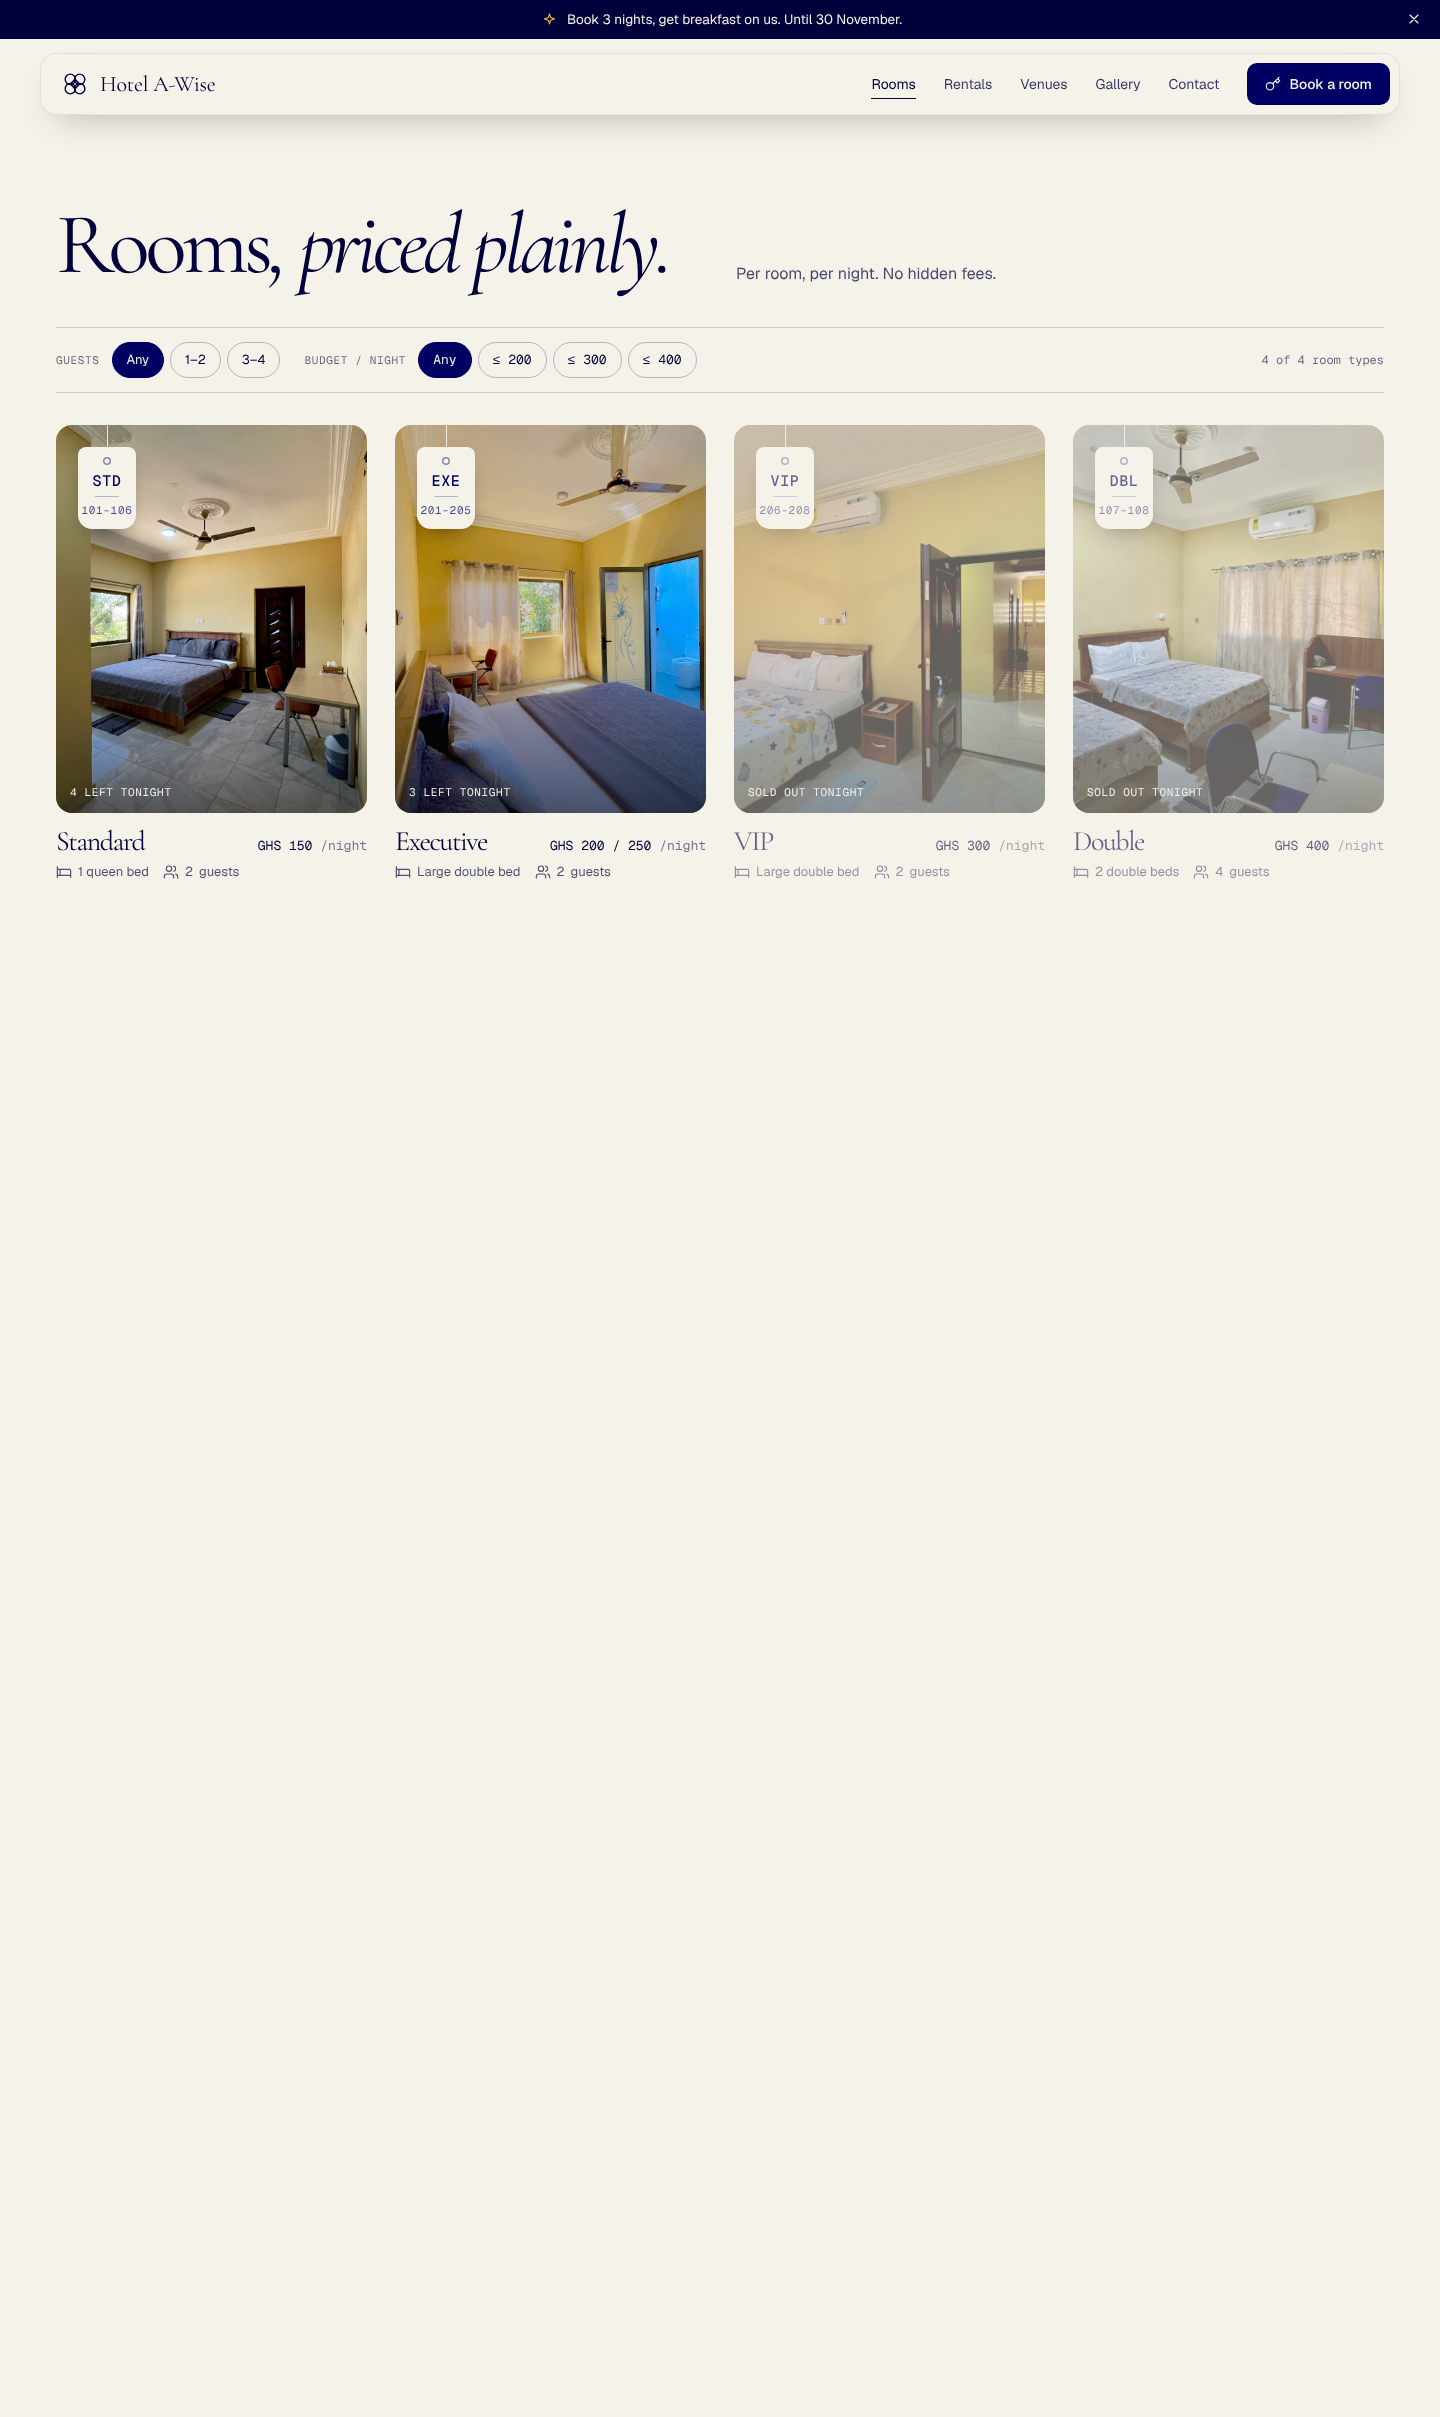 Book 3 nights, get breakfast on us. Until 30 November.
Hotel A-Wise
Rooms Rentals Venues Gallery Contact Book a room
Rooms, priced plainly.
Per room, per night. No hidden fees.
GUESTS Any 1–2 3–4 BUDGET / NIGHT Any ≤ 200 ≤ 300 ≤ 400 4 of 4 room types
STD
101-106
4 LEFT TONIGHT
Standard GHS 150 /night
1 queen bed 2 guests
EXE
201-205
3 LEFT TONIGHT
Executive GHS 200 / 250 /night
Large double bed 2 guests
VIP
206-208
SOLD OUT TONIGHT
VIP GHS 300 /night
Large double bed 2 guests
DBL
107-108
SOLD OUT TONIGHT
Double GHS 400 /night
2 double beds 4 guests